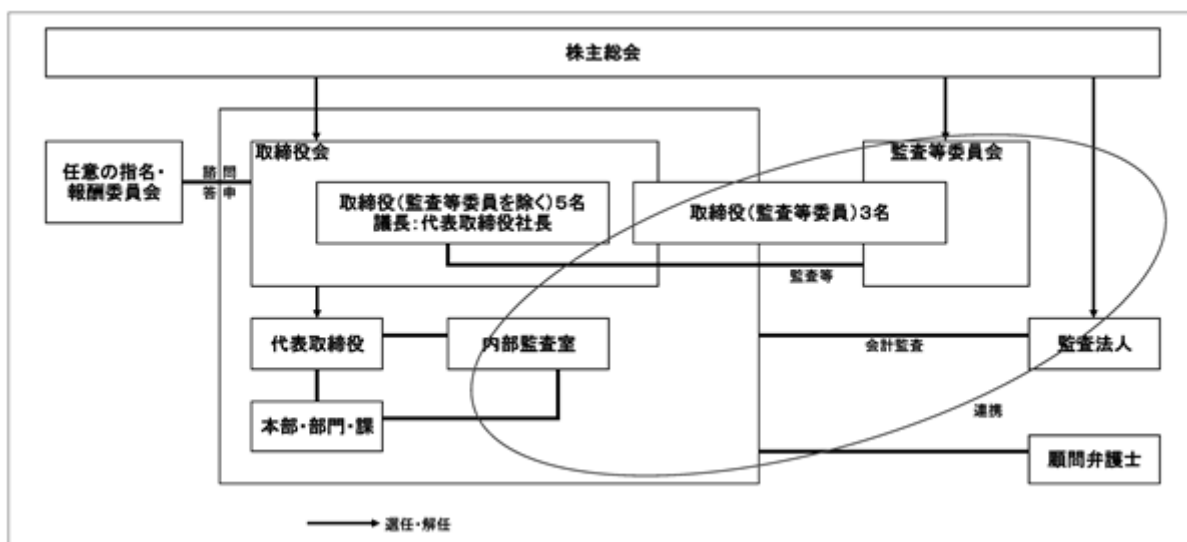 株主総会
任意の指名・
報酬委員会
諮問
答申
取締役会
取締役(監査等委員を除く)5名
議長:代表取締役社長
取締役(監査等委員)3名
監査等委員会
監査等
代表取締役
内部監査室
会計監査
監査法人
本部・部門・課
連携
顧問弁護士
選任・解任